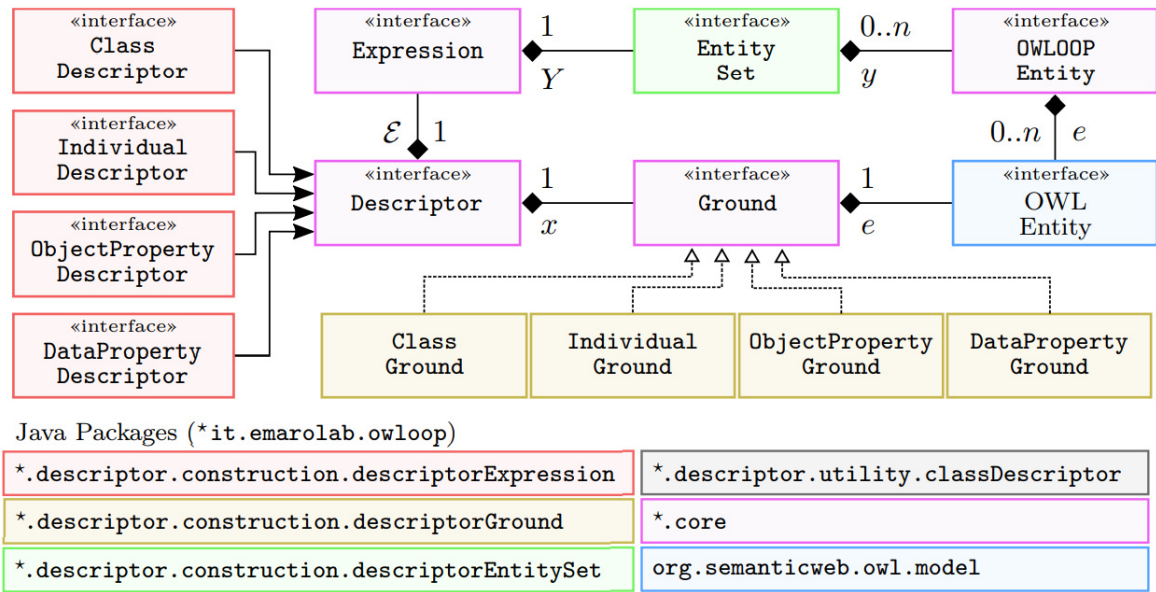 «interface»
Class
Descriptor
«interface»
Individual
Descriptor
«interface»
ObjectProperty
Descriptor
«interface»
DataProperty
Descriptor
«interface»
Expression
1
Y
«interface»
Entity
Set
0..n
y
«interface»
OWLOOP
Entity
ℰ 1
0..n e
«interface»
Descriptor
1
x
«interface»
Ground
1
e
«interface»
OWL
Entity
Class
Ground
Individual
Ground
ObjectProperty
Ground
DataProperty
Ground
Java Packages (*it.emarolab.owloop)
*.descriptor.construction.descriptorExpression
*.descriptor.construction.descriptorGround
*.descriptor.construction.descriptorEntitySet
*.descriptor.utility.classDescriptor
*.core
org.semanticweb.owl.model